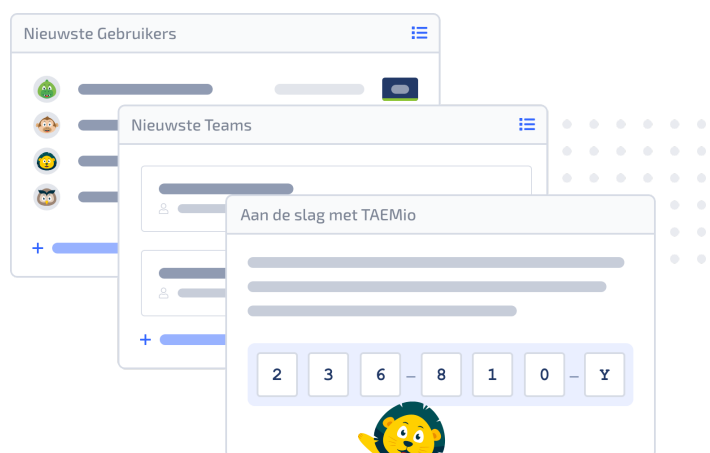 Nieuwste Gebruikers
Nieuwste Teams
Aan de slag met TAEMio
2 3 6 – 8 1 0 – Y